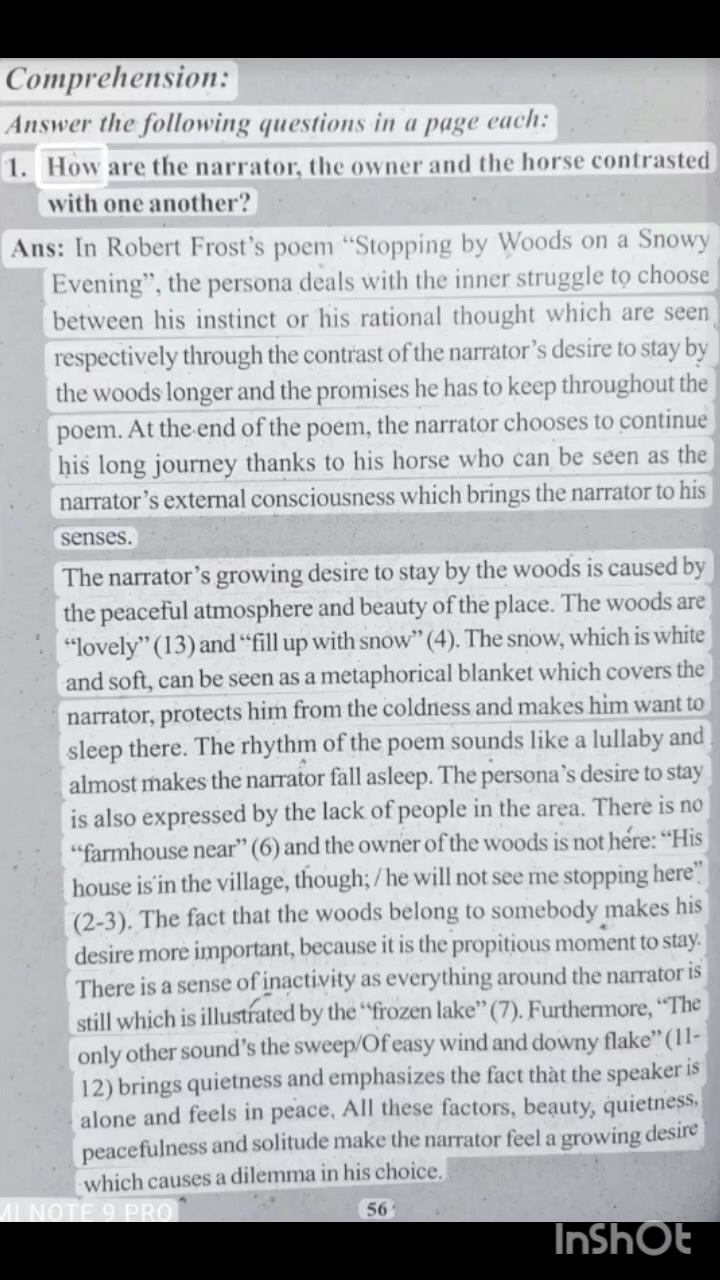 Comprehension:
Answer the following questions in a page each:
1. How are the narrator, the owner and the horse contrasted
with one another?
Ans: In Robert Frost's poem “Stopping by Woods on a Snowy
Evening”, the persona deals with the inner struggle to choose
between his instinct or his rational thought which are seen
respectively through the contrast of the narrator's desire to stay by
the woods longer and the promises he has to keep throughout the
poem. At the end of the poem, the narrator chooses to continue
his long journey thanks to his horse who can be seen as the
narrator's external consciousness which brings the narrator to his
senses.
The narrator's growing desire to stay by the woods is caused by
the peaceful atmosphere and beauty of the place. The woods are
“lovely” (13) and “fill up with snow” (4). The snow, which is white
and soft, can be seen as a metaphorical blanket which covers the
narrator, protects him from the coldness and makes him want to
sleep there. The rhythm of the poem sounds like a lullaby and
almost makes the narrator fall asleep. The persona's desire to stay
is also expressed by the lack of people in the area. There is no
“farmhouse near” (6) and the owner of the woods is not here: “His
house is in the village, though; / he will not see me stopping here”
(2-3). The fact that the woods belong to somebody makes his
desire more important, because it is the propitious moment to stay.
There is a sense of inactivity as everything around the narrator is
still which is illustrated by the “frozen lake” (7). Furthermore, “The
only other sound's the sweep/Of easy wind and downy flake” (11-
12) brings quietness and emphasizes the fact that the speaker is
alone and feels in peace. All these factors, beauty, quietness,
peacefulness and solitude make the narrator feel a growing desire
which causes a dilemma in his choice.
MI NOTE 9 PRO
56
InShOt